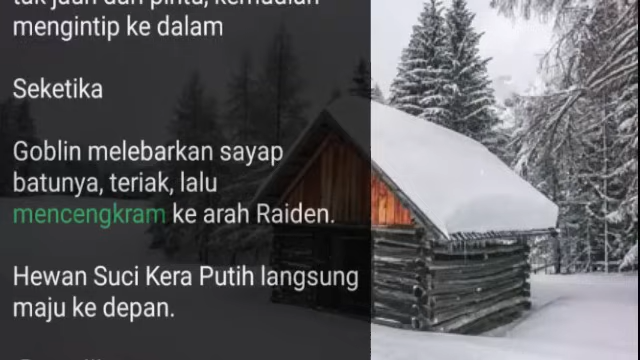 mengintip ke dalam
Seketika
Goblin melebarkan sayap
batunya, teriak, lalu
mencengkram ke arah Raiden.
Hewan Suci Kera Putih langsung
maju ke depan.